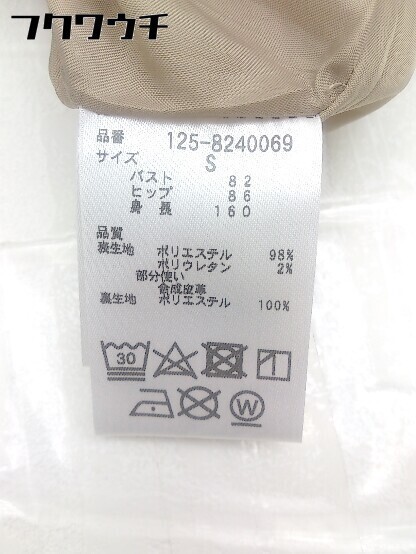 フクワウチ
品番 125-8240069
サイズ S
バスト 82
ヒップ 86
身長 160
品質
表生地 ポリエステル 98%
ポリウレタン 2%
部分使い
合成皮革
裏生地 ポリエステル 100%
30
W